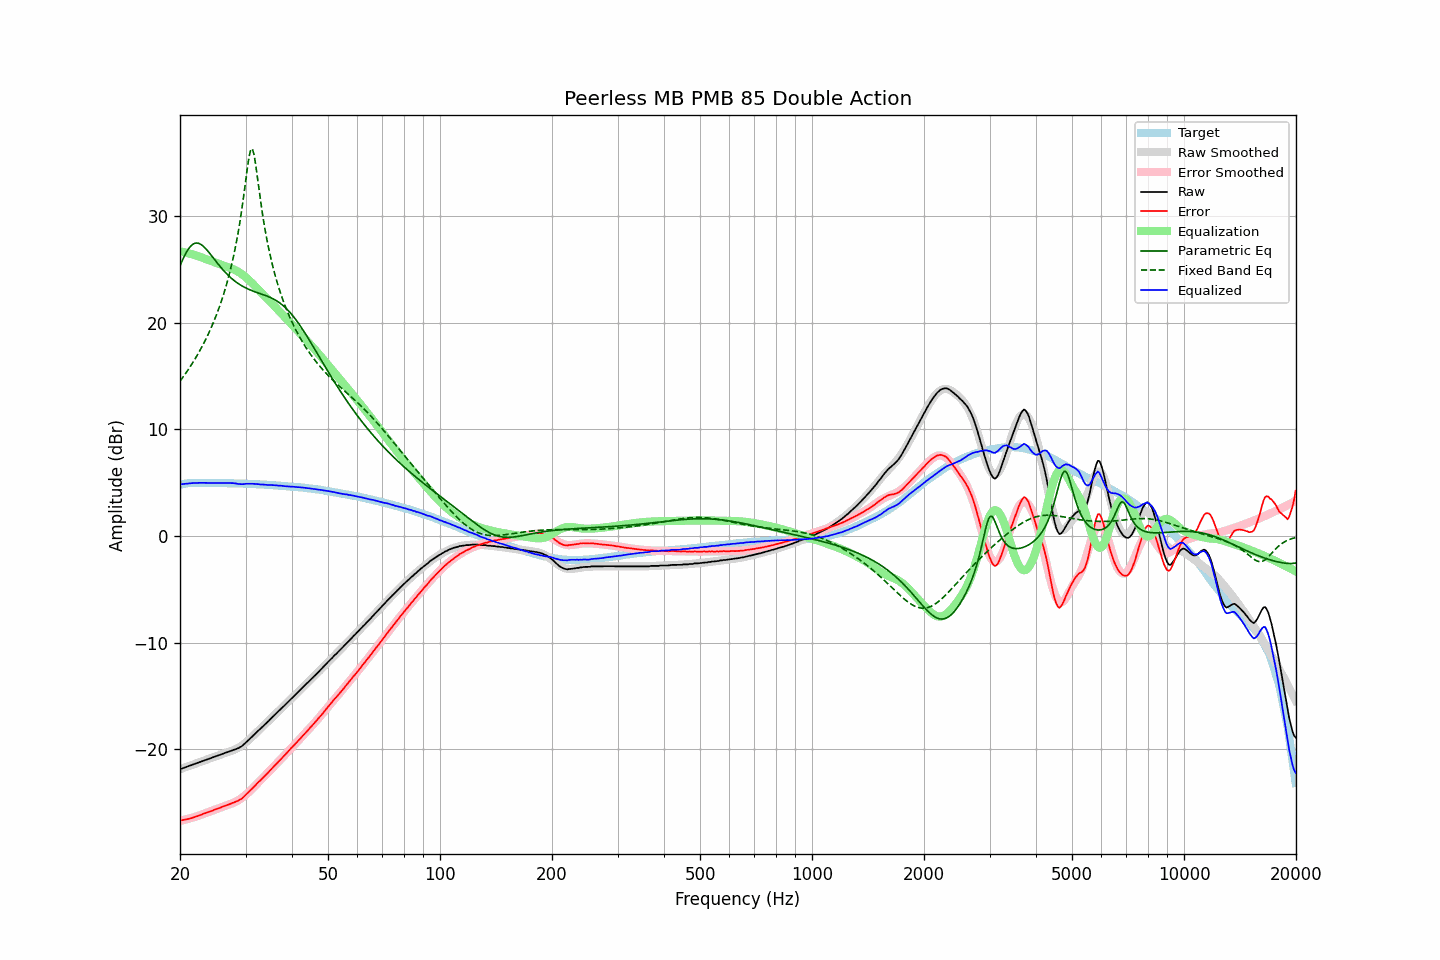 Peerless MB PMB 85 Double Action
Target
Raw Smoothed
Error Smoothed
Raw
Error
Equalization
Parametric Eq
Fixed Band Eq
Equalized
Amplitude (dBr)
30
20
10
0
−10
−20
20
50
100
200
500
1000
2000
5000
10000
20000
Frequency (Hz)